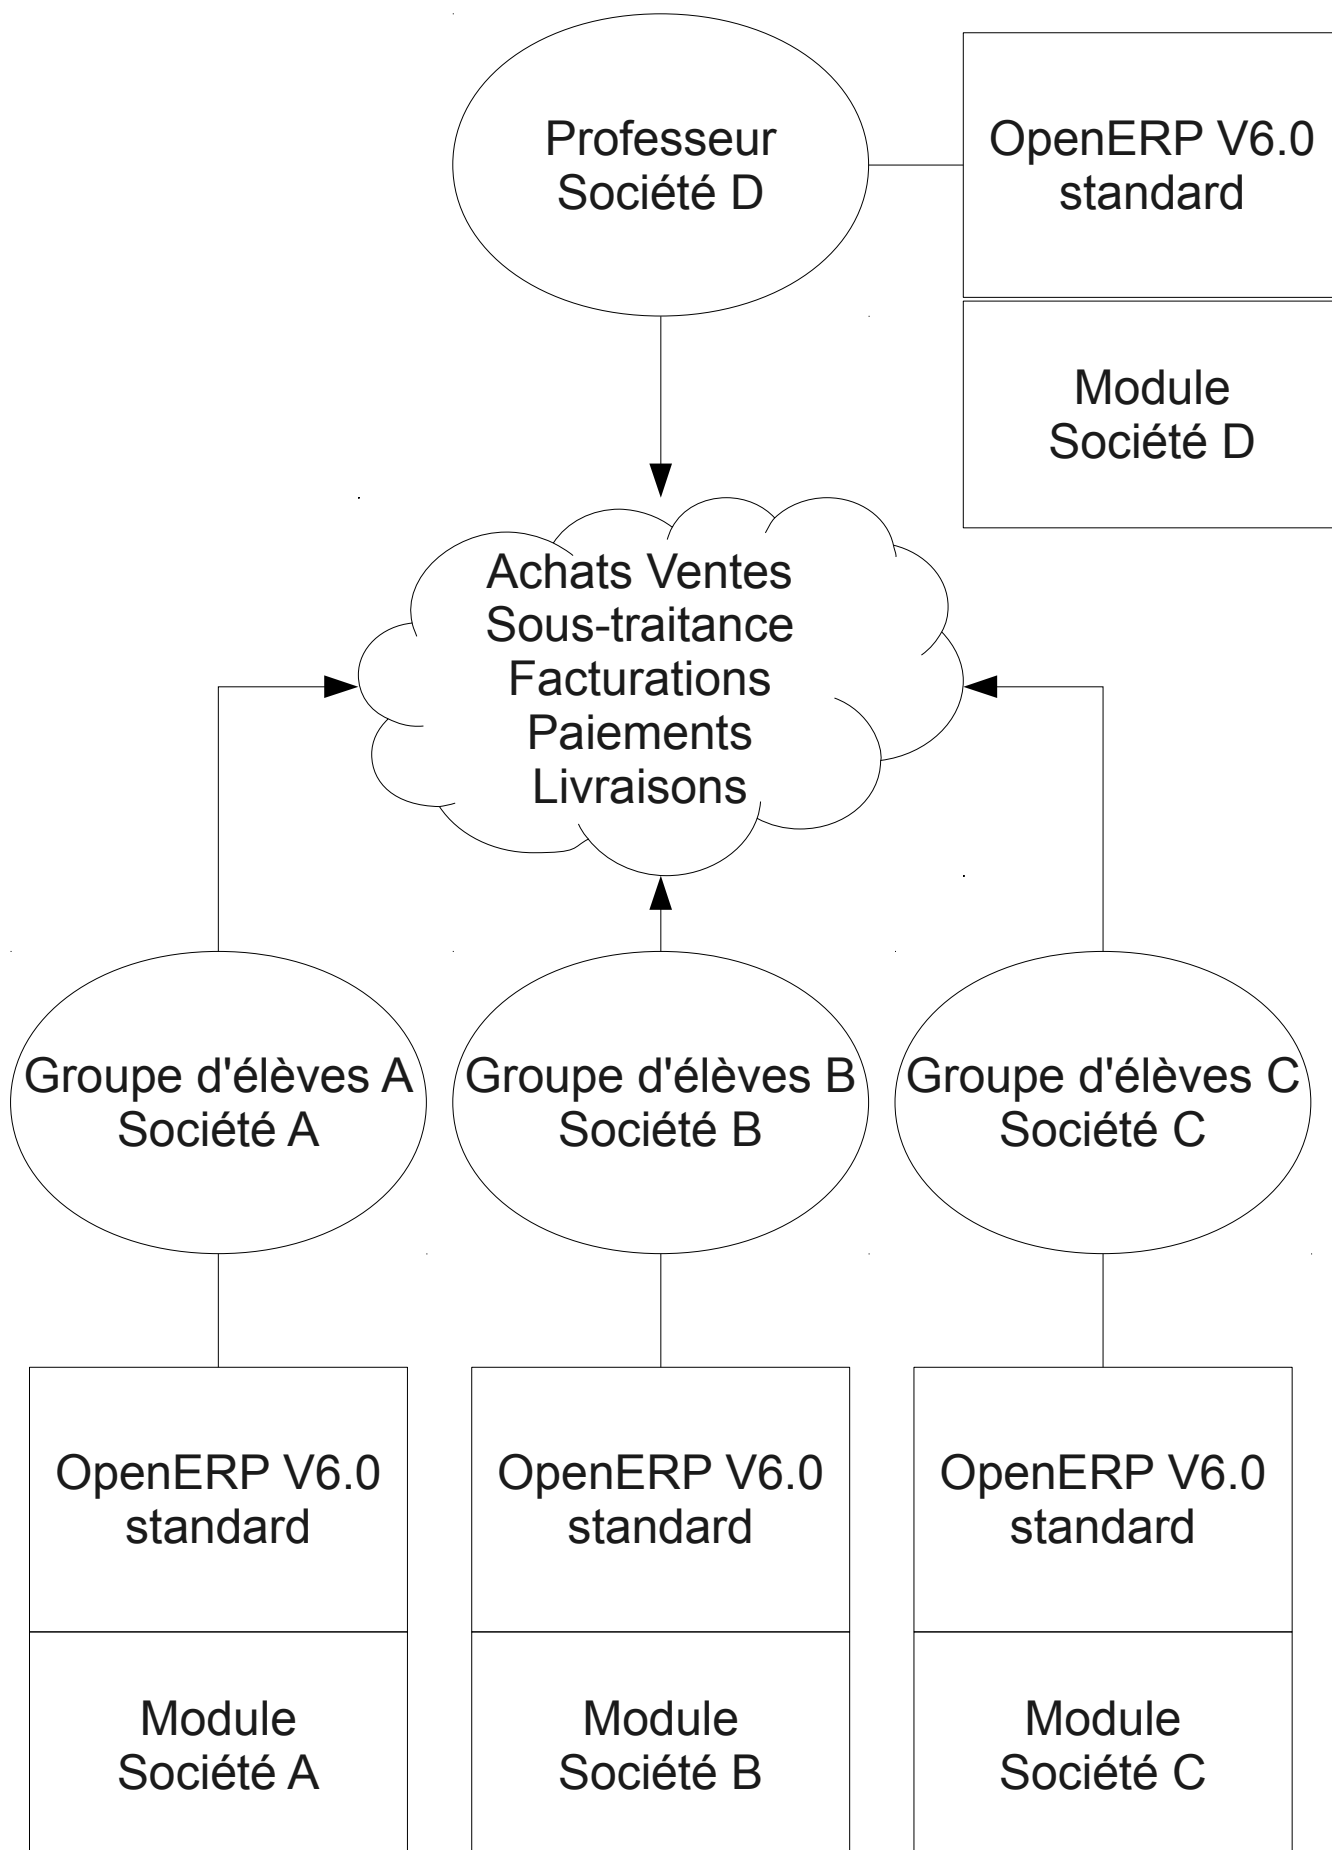 Professeur
Société D
OpenERP V6.0
standard
Module
Société D
Achats Ventes
Sous-traitance
Facturations
Paiements
Livraisons
Groupe d'élèves A
Société A
Groupe d'élèves B
Société B
Groupe d'élèves C
Société C
OpenERP V6.0
standard
OpenERP V6.0
standard
OpenERP V6.0
standard
Module
Société A
Module
Société B
Module
Société C